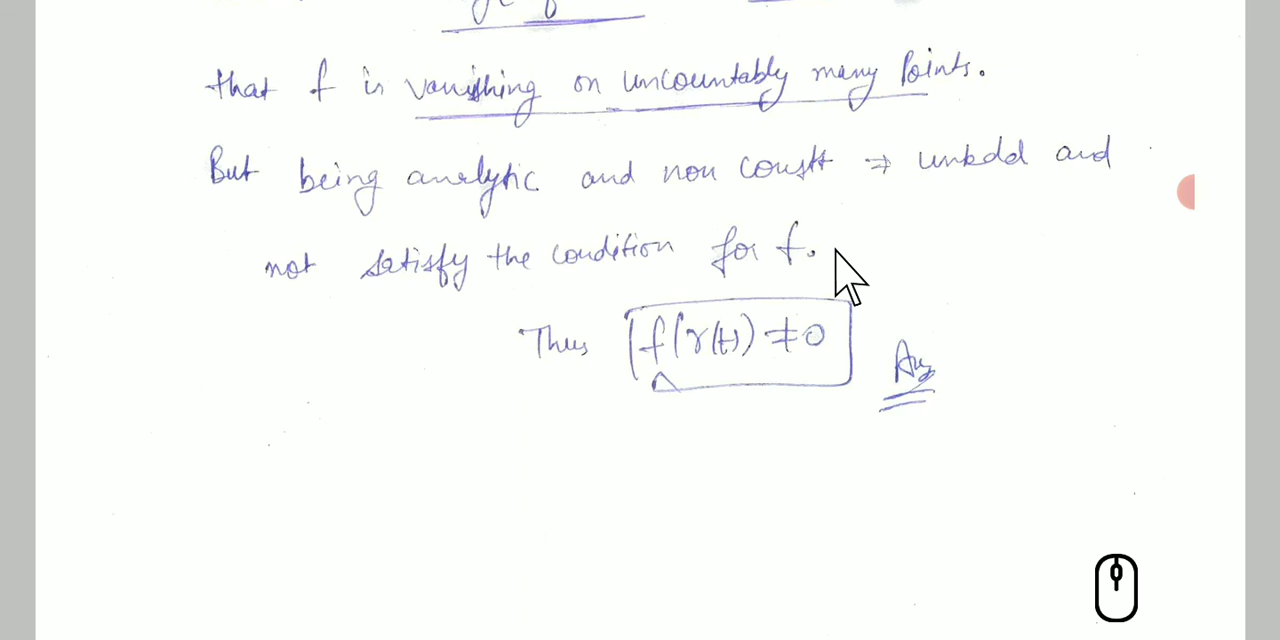 that f is vanishing on uncountably many points.
But being analytic and non constt ⇒ unbdd and
not satisfy the condition for f.
Thus f(γ(t)) ≠ 0
Ans